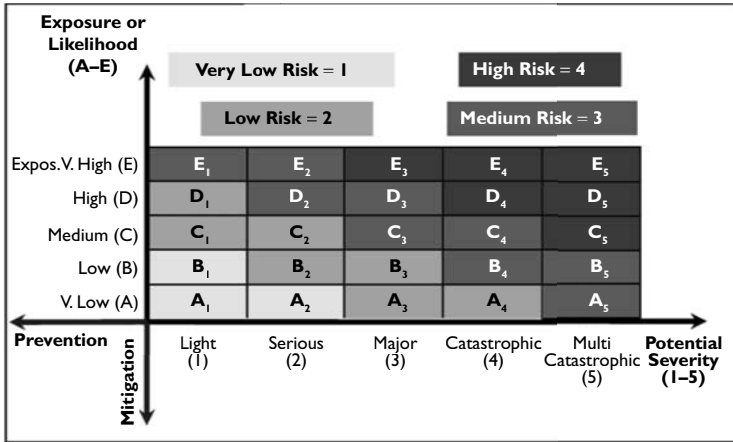 Exposure or
Likelihood
(A–E)
Very Low Risk = 1
High Risk = 4
Low Risk = 2
Medium Risk = 3
Expos.V. High (E) E1 E2 E3 E4 E5
High (D) D1 D2 D3 D4 D5
Medium (C) C1 C2 C3 C4 C5
Low (B) B1 B2 B3 B4 B5
V. Low (A) A1 A2 A3 A4 A5
Prevention
Mitigation
Light
(1)
Serious
(2)
Major
(3)
Catastrophic
(4)
Multi
Catastrophic
(5)
Potential
Severity
(1–5)